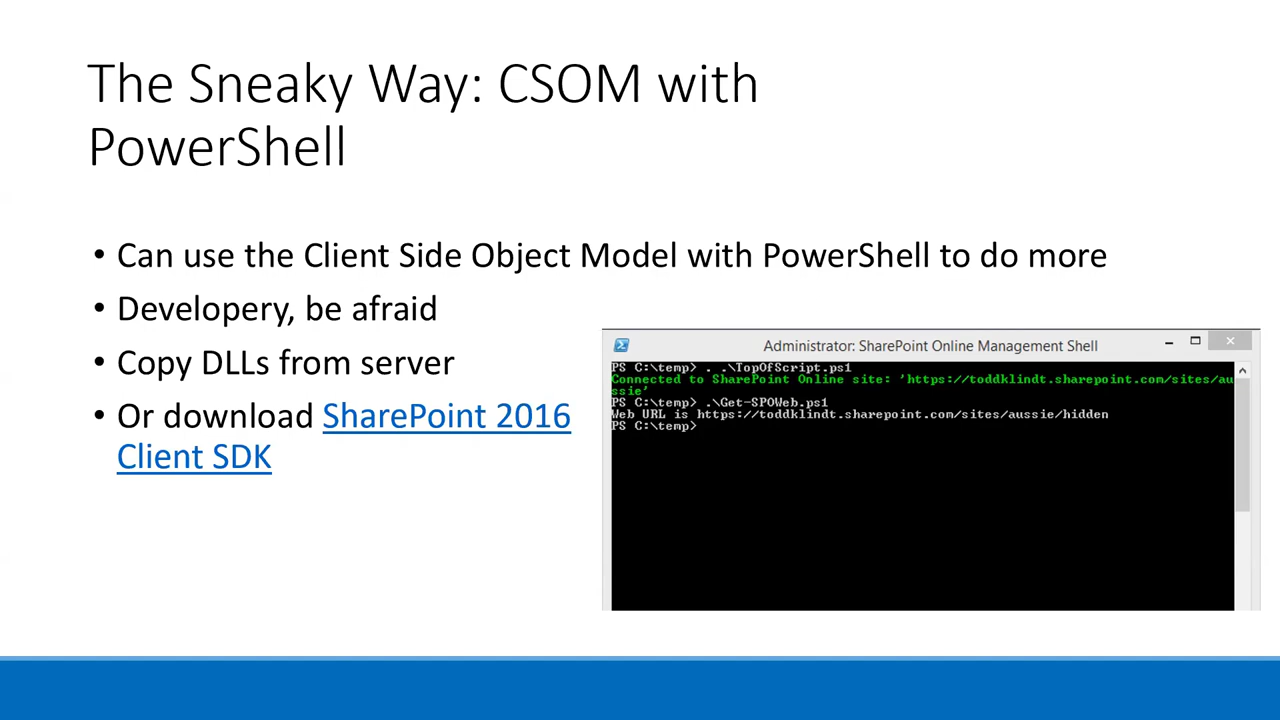 The Sneaky Way: CSOM with
PowerShell
• Can use the Client Side Object Model with PowerShell to do more
• Developery, be afraid
• Copy DLLs from server
• Or download SharePoint 2016
Client SDK
Administrator: SharePoint Online Management Shell
PS C:\temp> . .\TopOfScript.ps1
Connected to SharePoint Online site: 'https://toddklindt.sharepoint.com/sites/au
ssie'
PS C:\temp> .\Get-SPOWeb.ps1
Web URL is https://toddklindt.sharepoint.com/sites/aussie/hidden
PS C:\temp>